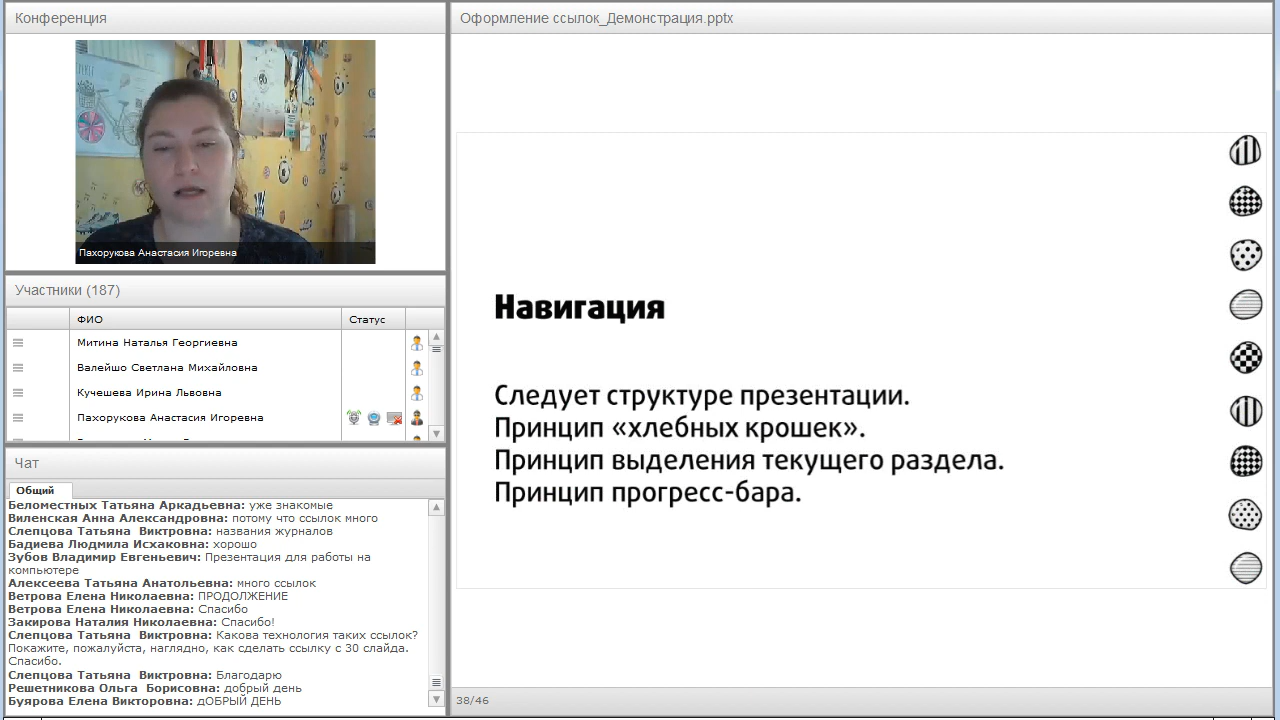 Конференция
Пахорукова Анастасия Игоревна
Участники (187)
ФИО
Статус
Митина Наталья Георгиевна
Валейшо Светлана Михайловна
Кучешева Ирина Львовна
Пахорукова Анастасия Игоревна
Чат
Общий
Беломестных Татьяна Аркадьевна: уже знакомые
Виленская Анна Александровна: потому что ссылок много
Слепцова Татьяна Виктровна: названия журналов
Бадиева Людмила Исхаковна: хорошо
Зубов Владимир Евгеньевич: Презентация для работы на
компьютере
Алексеева Татьяна Анатольевна: много ссылок
Ветрова Елена Николаевна: ПРОДОЛЖЕНИЕ
Ветрова Елена Николаевна: Спасибо
Закирова Наталия Николаевна: Спасибо!
Слепцова Татьяна Виктровна: Какова технология таких ссылок?
Покажите, пожалуйста, наглядно, как сделать ссылку с 30 слайда.
Спасибо.
Слепцова Татьяна Виктровна: Благодарю
Решетникова Ольга Борисовна: добрый день
Буярова Елена Викторовна: дОБРЫЙ ДЕНЬ
Оформление ссылок_Демонстрация.pptx
Навигация
Следует структуре презентации.
Принцип «хлебных крошек».
Принцип выделения текущего раздела.
Принцип прогресс-бара.
38/46